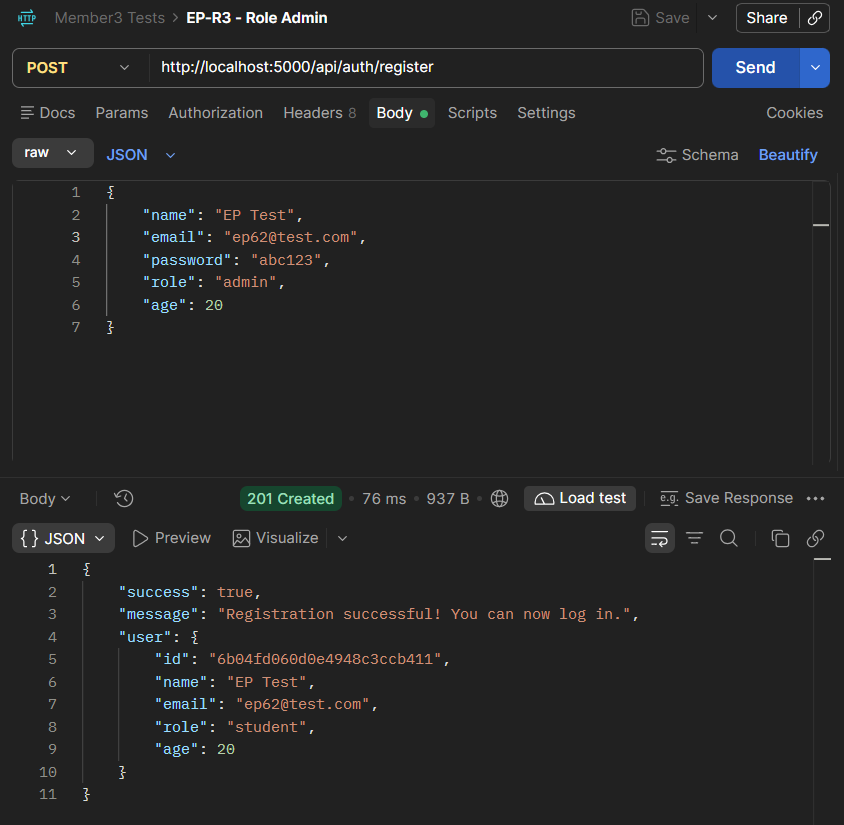 HTTP Member3 Tests > EP-R3 - Role Admin Save Share
POST http://localhost:5000/api/auth/register Send
Docs Params Authorization Headers 8 Body Scripts Settings Cookies
raw JSON Schema Beautify
1 {
2 "name": "EP Test",
3 "email": "ep62@test.com",
4 "password": "abc123",
5 "role": "admin",
6 "age": 20
7 }
Body 201 Created • 76 ms • 937 B • Load test e.g. Save Response
{} JSON Preview Visualize
1 {
2 "success": true,
3 "message": "Registration successful! You can now log in.",
4 "user": {
5 "id": "6b04fd060d0e4948c3ccb411",
6 "name": "EP Test",
7 "email": "ep62@test.com",
8 "role": "student",
9 "age": 20
10 }
11 }